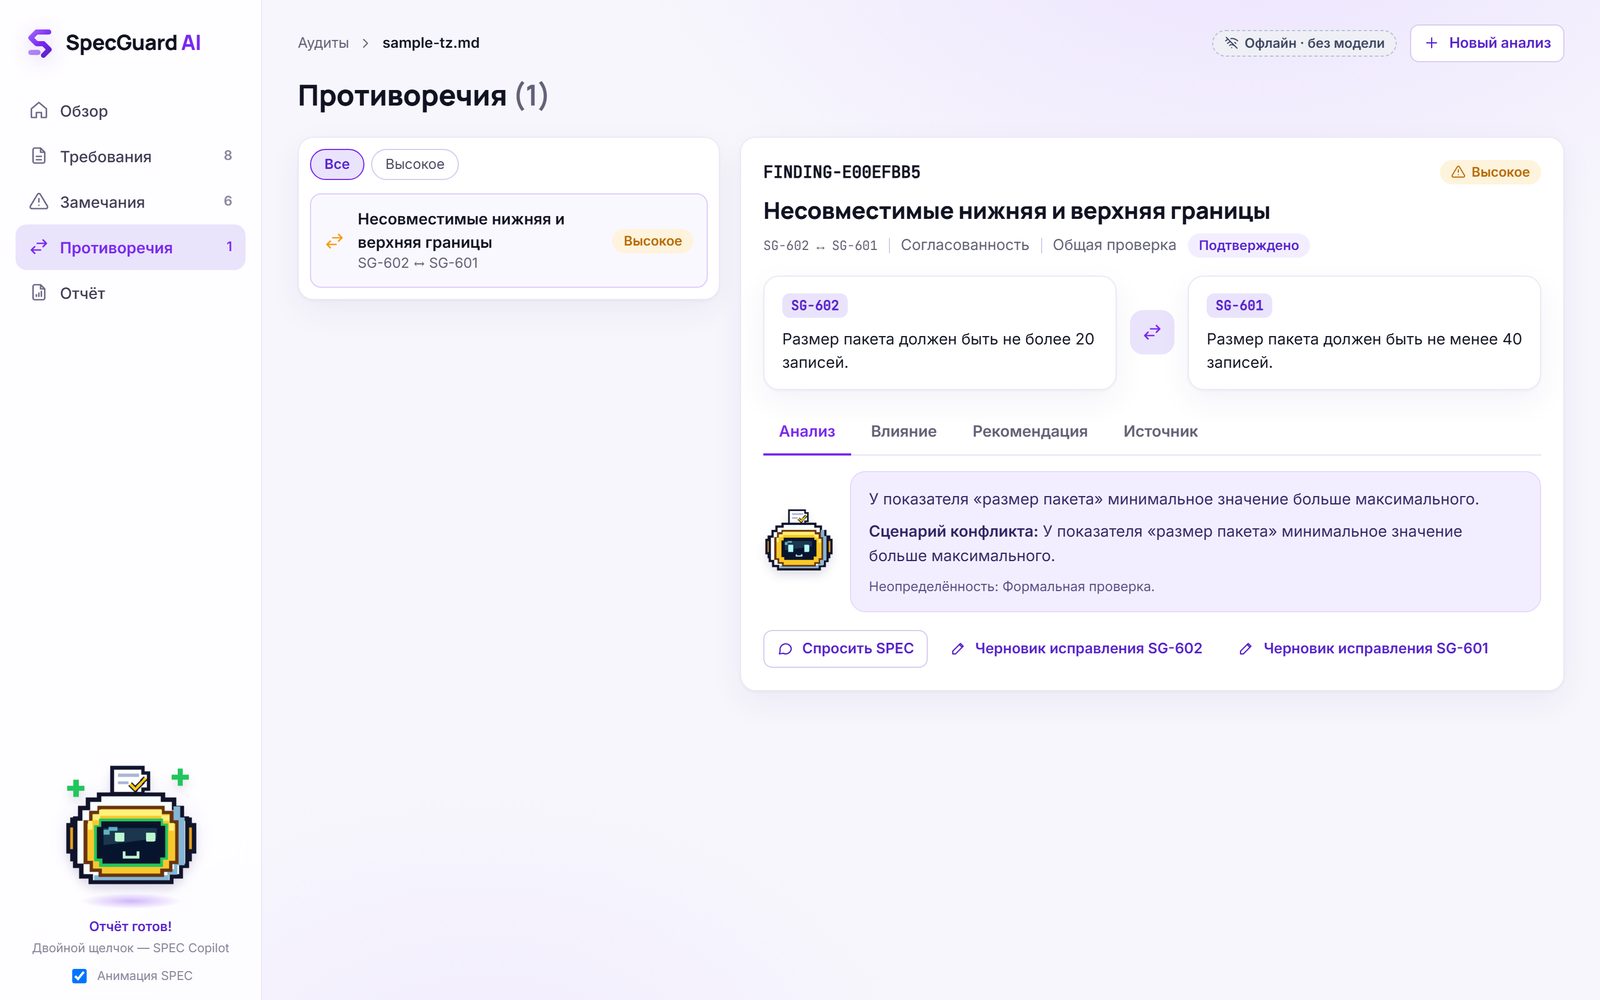 SpecGuard AI
Обзор
Требования 8
Замечания 6
Противоречия 1
Отчёт
Отчёт готов!
Двойной щелчок — SPEC Copilot
Анимация SPEC
Аудиты > sample-tz.md
Офлайн · без модели
+ Новый анализ
Противоречия (1)
Все
Высокое
Несовместимые нижняя и
верхняя границы
SG-602 ↔ SG-601
Высокое
FINDING-E00EFBB5
Высокое
Несовместимые нижняя и верхняя границы
SG-602 ↔ SG-601 | Согласованность | Общая проверка
Подтверждено
SG-602
Размер пакета должен быть не более 20
записей.
SG-601
Размер пакета должен быть не менее 40
записей.
Анализ
Влияние
Рекомендация
Источник
У показателя «размер пакета» минимальное значение больше максимального.
Сценарий конфликта: У показателя «размер пакета» минимальное значение
больше максимального.
Неопределённость: Формальная проверка.
Спросить SPEC
Черновик исправления SG-602
Черновик исправления SG-601